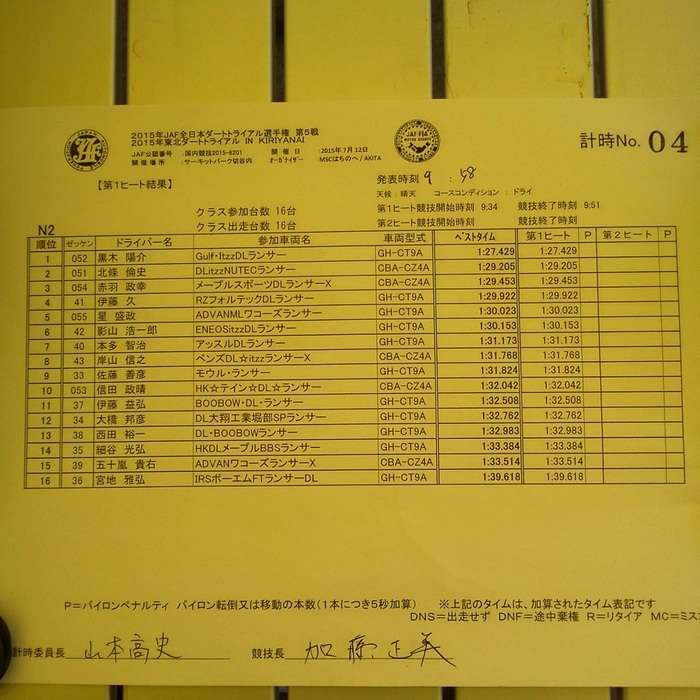 2015年JAF全日本ダートトライアル選手権 第5戦
2015年東北ダートトライアル IN KIRIYANAI
計時No. 04
JAF公認番号 :国内競技2015-6201 開催日 :2015年7月12日
開催場所 :サーキットパーク切谷内 オーガナイザー :MSCはちのへ/AKITA
【第1ヒート結果】 発表時刻 9 : 58
天候:晴天 コースコンディション:ドライ
クラス参加台数 16台 第1ヒート競技開始時刻 9:34 競技終了時刻 9:51
クラス出走台数 16台 第2ヒート競技開始時刻 競技終了時刻
N2
順位 ゼッケン ドライバー名 参加車両名 車両型式 ベストタイム 第1ヒート P 第2ヒート P
1 052 黒木 陽介 Gulf・ItzzDLランサー GH-CT9A 1:27.429 1:27.429
2 051 北條 倫史 DLitzzNUTECランサー CBA-CZ4A 1:29.205 1:29.205
3 054 赤羽 政幸 メープルスポーツDLランサーX CBA-CZ4A 1:29.453 1:29.453
4 41 伊藤 久 RZフォルテックDLランサー GH-CT9A 1:29.922 1:29.922
5 055 星 盛政 ADVANMLワコーズランサー GH-CT9A 1:30.023 1:30.023
6 42 影山 浩一郎 ENEOSitzzDLランサー GH-CT9A 1:30.153 1:30.153
7 40 本多 智治 アッスルDLランサー GH-CT9A 1:31.173 1:31.173
8 43 岸山 信之 ベンズDL☆itzzランサーX CBA-CZ4A 1:31.768 1:31.768
9 33 佐藤 善彦 モウル・ランサー GH-CT9A 1:31.824 1:31.824
10 053 信田 政晴 HK☆テイン☆DL☆ランサー CBA-CZ4A 1:32.042 1:32.042
11 37 伊藤 益弘 BOOBOW・DL・ランサー GH-CT9A 1:32.508 1:32.508
12 34 大橋 邦彦 DL大翔工業堀部SPランサー GH-CT9A 1:32.762 1:32.762
13 38 西田 裕一 DL・BOOBOWランサー GH-CT9A 1:32.983 1:32.983
14 35 細谷 光弘 HKDLメープルBBSランサー GH-CT9A 1:33.384 1:33.384
15 39 五十嵐 貴右 ADVANワコーズランサーX CBA-CZ4A 1:33.514 1:33.514
16 36 宮地 雅弘 IRSボーエムFTランサーDL GH-CT9A 1:39.618 1:39.618
P=パイロンペナルティ パイロン転倒又は移動の本数(1本につき5秒加算) ※上記のタイムは、加算されたタイム表記です
DNS=出走せず DNF=途中棄権 R=リタイア MC=ミスコ
計時委員長 山本高史 競技長 加藤正義